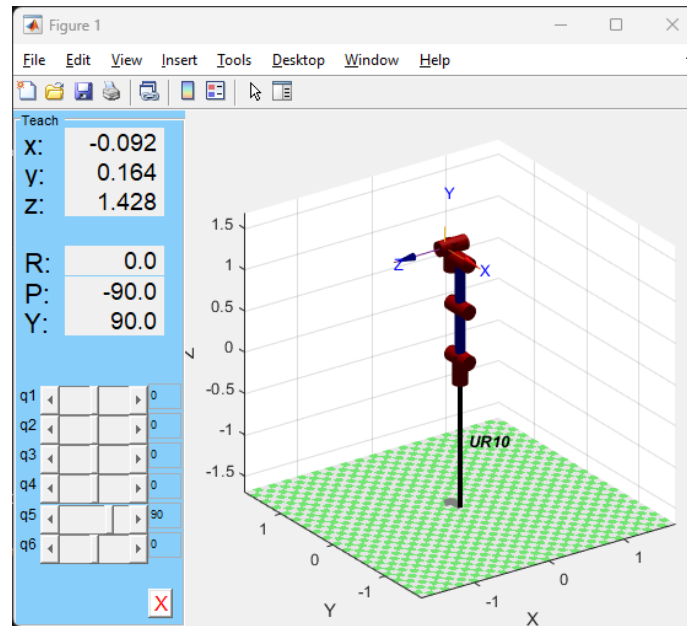 Figure 1
File Edit View Insert Tools Desktop Window Help
Teach
x: -0.092
y: 0.164
z: 1.428
R: 0.0
P: -90.0
Y: 90.0
q1 0
q2 0
q3 0
q4 0
q5 90
q6 0
X
Y
Z
X
UR10
Z
1.5
1
0.5
0
-0.5
-1
-1.5
1
0
-1
Y
-1
0
1
X